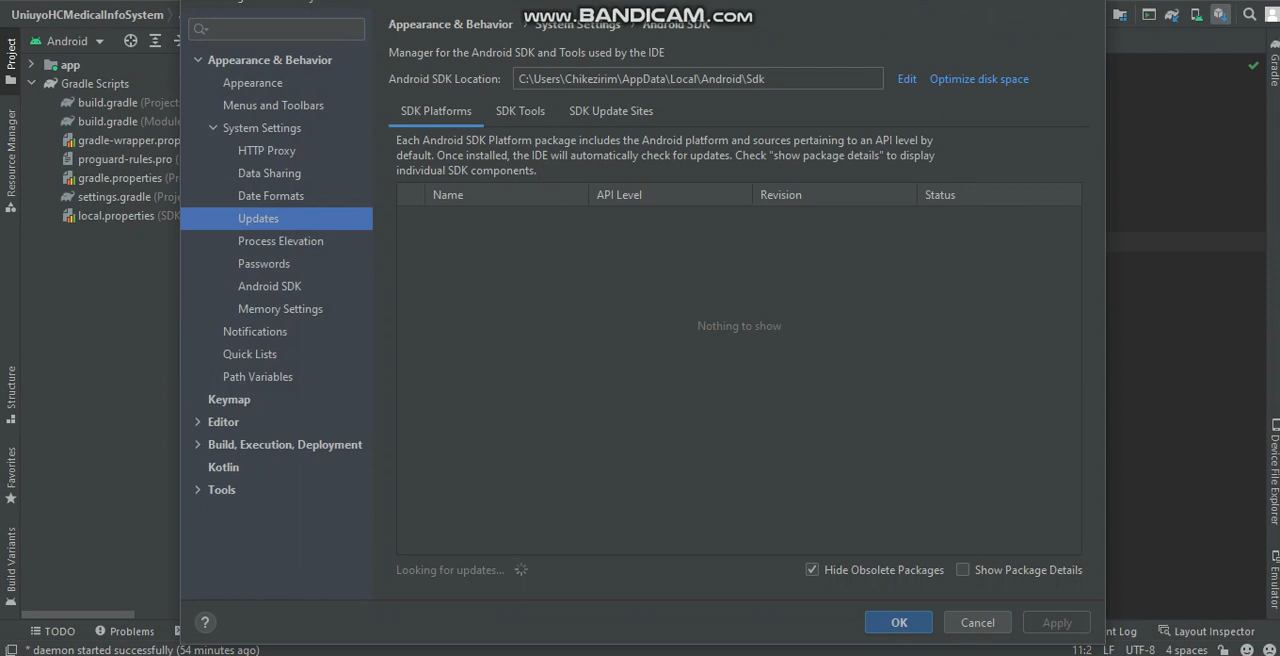 UniuyoHCMedicalInfoSystem
www.BANDICAM.com
Android
app
Gradle Scripts
build.gradle (Project
build.gradle (Module
gradle-wrapper.prop
proguard-rules.pro (
gradle.properties (Pr
settings.gradle (Proje
local.properties (SDK
Project
Resource Manager
Structure
Favorites
Build Variants
Appearance & Behavior
Appearance
Menus and Toolbars
System Settings
HTTP Proxy
Data Sharing
Date Formats
Updates
Process Elevation
Passwords
Android SDK
Memory Settings
Notifications
Quick Lists
Path Variables
Keymap
Editor
Build, Execution, Deployment
Kotlin
Tools
Appearance & Behavior System Settings Android SDK
Manager for the Android SDK and Tools used by the IDE
Android SDK Location: C:\Users\Chikezirim\AppData\Local\Android\Sdk Edit Optimize disk space
SDK Platforms SDK Tools SDK Update Sites
Each Android SDK Platform package includes the Android platform and sources pertaining to an API level by
default. Once installed, the IDE will automatically check for updates. Check "show package details" to display
individual SDK components.
Name API Level Revision Status
Nothing to show
Looking for updates... Hide Obsolete Packages Show Package Details
? OK Cancel Apply
Gradle
Device File Explorer
Emulator
TODO Problems nt Log Layout Inspector
* daemon started successfully (54 minutes ago) 11:2 LF UTF-8 4 spaces